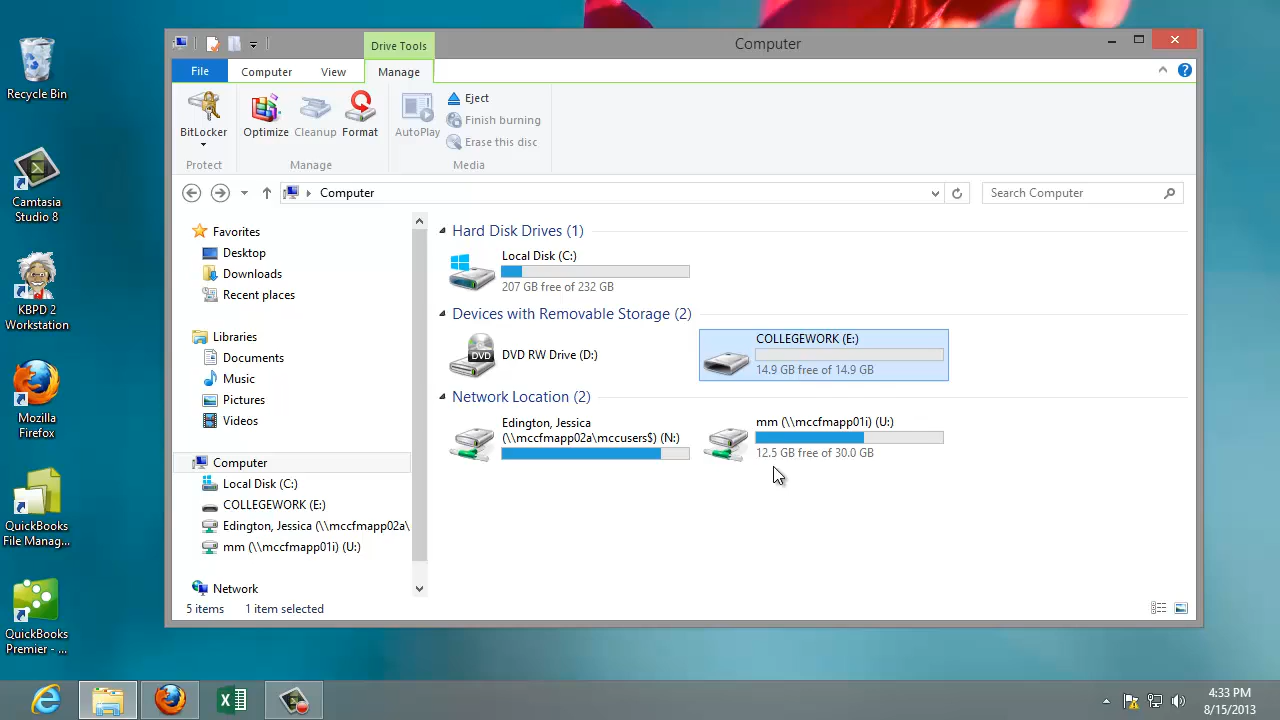 Recycle Bin
Camtasia
Studio 8
KBPD 2
Workstation
Mozilla
Firefox
QuickBooks
File Manag...
QuickBooks
Premier - ...
Drive Tools
Computer
File
Computer
View
Manage
BitLocker
Optimize
Cleanup
Format
AutoPlay
Eject
Finish burning
Erase this disc
Protect
Manage
Media
Computer
Search Computer
Favorites
Desktop
Downloads
Recent places
Libraries
Documents
Music
Pictures
Videos
Computer
Local Disk (C:)
COLLEGEWORK (E:)
Edington, Jessica (\\mccfmapp02a\
mm (\\mccfmapp01i) (U:)
Network
Hard Disk Drives (1)
Local Disk (C:)
207 GB free of 232 GB
Devices with Removable Storage (2)
DVD
DVD RW Drive (D:)
COLLEGEWORK (E:)
14.9 GB free of 14.9 GB
Network Location (2)
Edington, Jessica
(\\mccfmapp02a\mccusers$) (N:)
mm (\\mccfmapp01i) (U:)
12.5 GB free of 30.0 GB
5 items
1 item selected
4:33 PM
8/15/2013